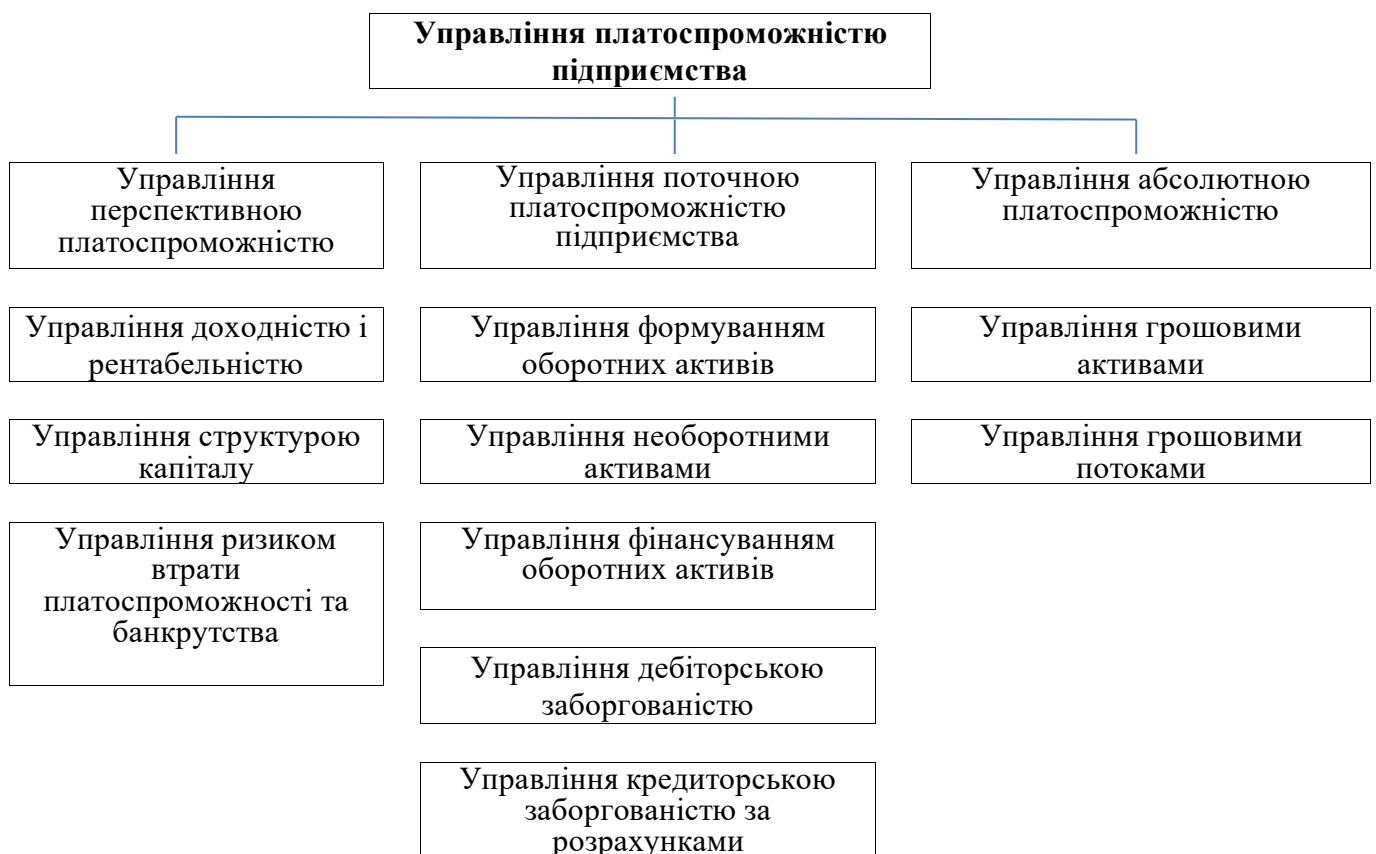 Управління платоспроможністю
підприємства
Управління
перспективною
платоспроможністю
Управління доходністю і
рентабельністю
Управління структурою
капіталу
Управління ризиком
втрати
платоспроможності та
банкрутства
Управління поточною
платоспроможністю
підприємства
Управління формуванням
оборотних активів
Управління необоротними
активами
Управління фінансуванням
оборотних активів
Управління дебіторською
заборгованістю
Управління кредиторською
заборгованістю за
розрахунками
Управління абсолютною
платоспроможністю
Управління грошовими
активами
Управління грошовими
потоками